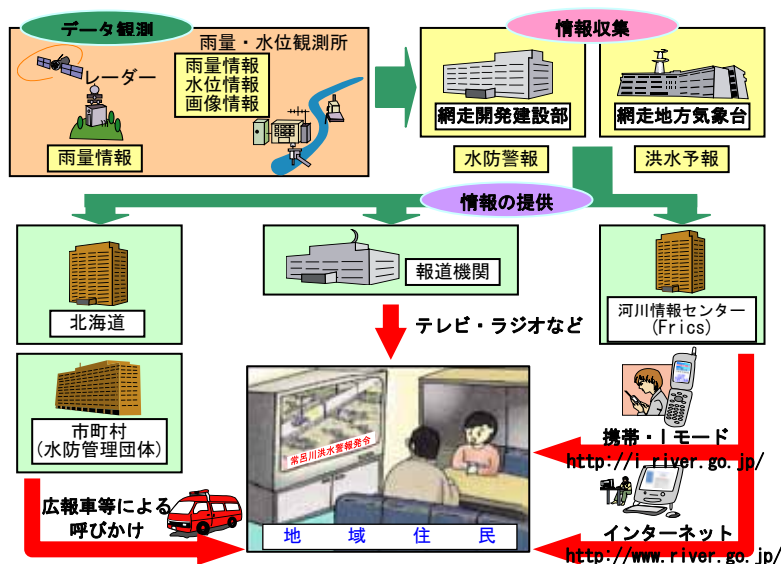 データ観測
雨量・水位観測所
レーダー
雨量情報
水位情報
画像情報
雨量情報
情報収集
網走開発建設部
網走地方気象台
水防警報
洪水予報
情報の提供
北海道
報道機関
河川情報センター
(Frics)
テレビ・ラジオなど
市町村
(水防管理団体)
常呂川洪水警報発令
携帯・Iモード
http://i.river.go.jp/
広報車等による
呼びかけ
インターネット
http://www.river.go.jp/
地域住民